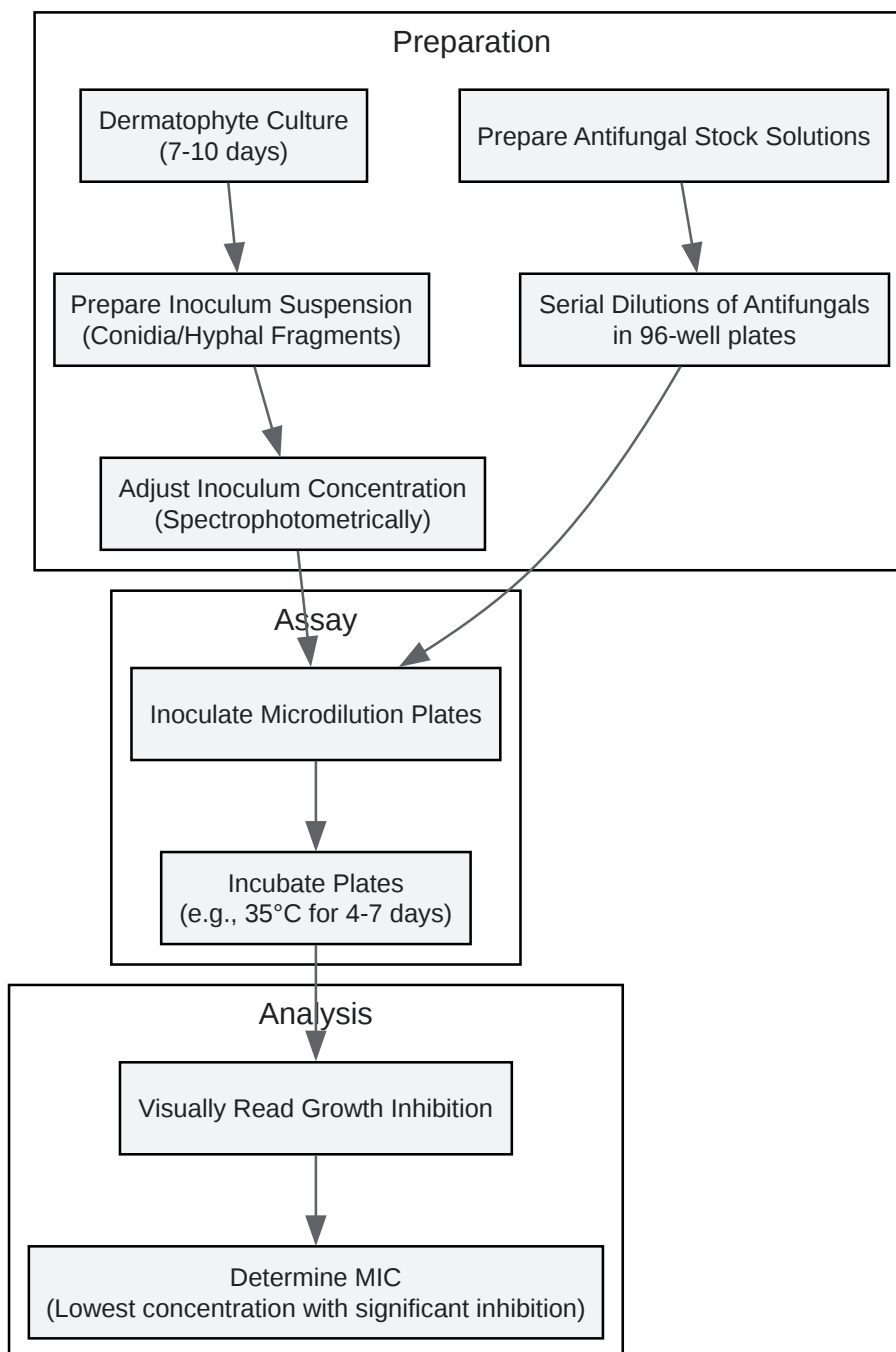 Preparation
Dermatophyte Culture
(7-10 days)
Prepare Antifungal Stock Solutions
Prepare Inoculum Suspension
(Conidia/Hyphal Fragments)
Serial Dilutions of Antifungals
in 96-well plates
Adjust Inoculum Concentration
(Spectrophotometrically)
Assay
Inoculate Microdilution Plates
Incubate Plates
(e.g., 35°C for 4-7 days)
Analysis
Visually Read Growth Inhibition
Determine MIC
(Lowest concentration with significant inhibition)